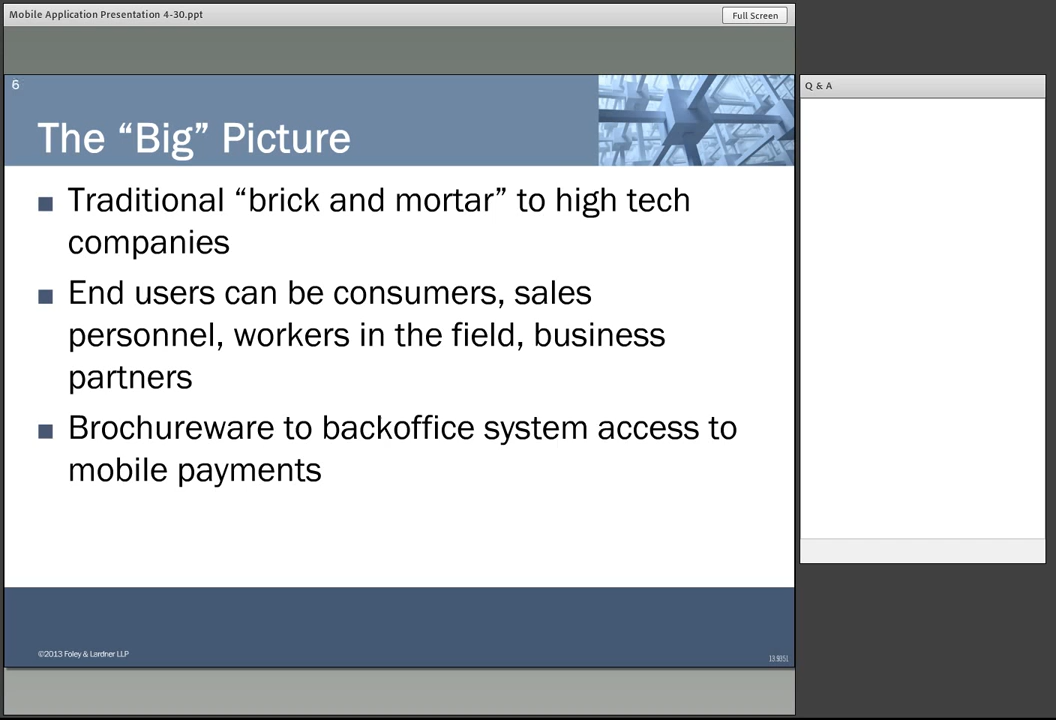 Mobile Application Presentation 4-30.ppt
Full Screen
6
The “Big” Picture
Q & A
■ Traditional “brick and mortar” to high tech
companies
■ End users can be consumers, sales
personnel, workers in the field, business
partners
■ Brochureware to backoffice system access to
mobile payments
©2013 Foley & Lardner LLP